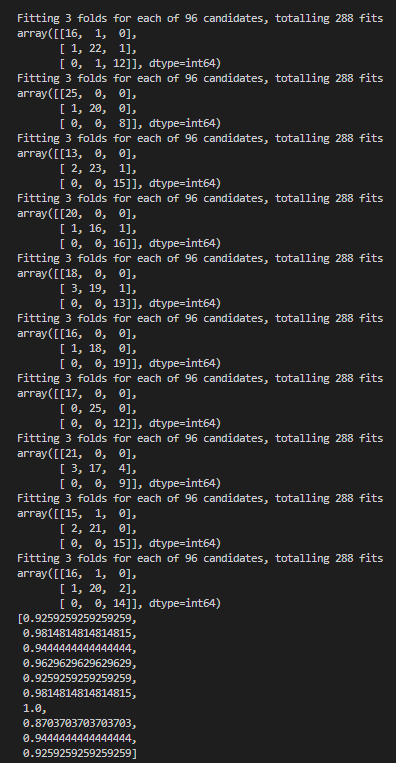 Fitting 3 folds for each of 96 candidates, totalling 288 fits
array([[16, 1, 0],
[ 1, 22, 1],
[ 0, 1, 12]], dtype=int64)
Fitting 3 folds for each of 96 candidates, totalling 288 fits
array([[25, 0, 0],
[ 1, 20, 0],
[ 0, 0, 8]], dtype=int64)
Fitting 3 folds for each of 96 candidates, totalling 288 fits
array([[13, 0, 0],
[ 2, 23, 1],
[ 0, 0, 15]], dtype=int64)
Fitting 3 folds for each of 96 candidates, totalling 288 fits
array([[20, 0, 0],
[ 1, 16, 1],
[ 0, 0, 16]], dtype=int64)
Fitting 3 folds for each of 96 candidates, totalling 288 fits
array([[18, 0, 0],
[ 3, 19, 1],
[ 0, 0, 13]], dtype=int64)
Fitting 3 folds for each of 96 candidates, totalling 288 fits
array([[16, 0, 0],
[ 1, 18, 0],
[ 0, 0, 19]], dtype=int64)
Fitting 3 folds for each of 96 candidates, totalling 288 fits
array([[17, 0, 0],
[ 0, 25, 0],
[ 0, 0, 12]], dtype=int64)
Fitting 3 folds for each of 96 candidates, totalling 288 fits
array([[21, 0, 0],
[ 3, 17, 4],
[ 0, 0, 9]], dtype=int64)
Fitting 3 folds for each of 96 candidates, totalling 288 fits
array([[15, 1, 0],
[ 2, 21, 0],
[ 0, 0, 15]], dtype=int64)
Fitting 3 folds for each of 96 candidates, totalling 288 fits
array([[16, 1, 0],
[ 1, 20, 2],
[ 0, 0, 14]], dtype=int64)
[0.9259259259259259,
0.9814814814814815,
0.9444444444444444,
0.9629629629629629,
0.9259259259259259,
0.9814814814814815,
1.0,
0.8703703703703703,
0.9444444444444444,
0.9259259259259259]